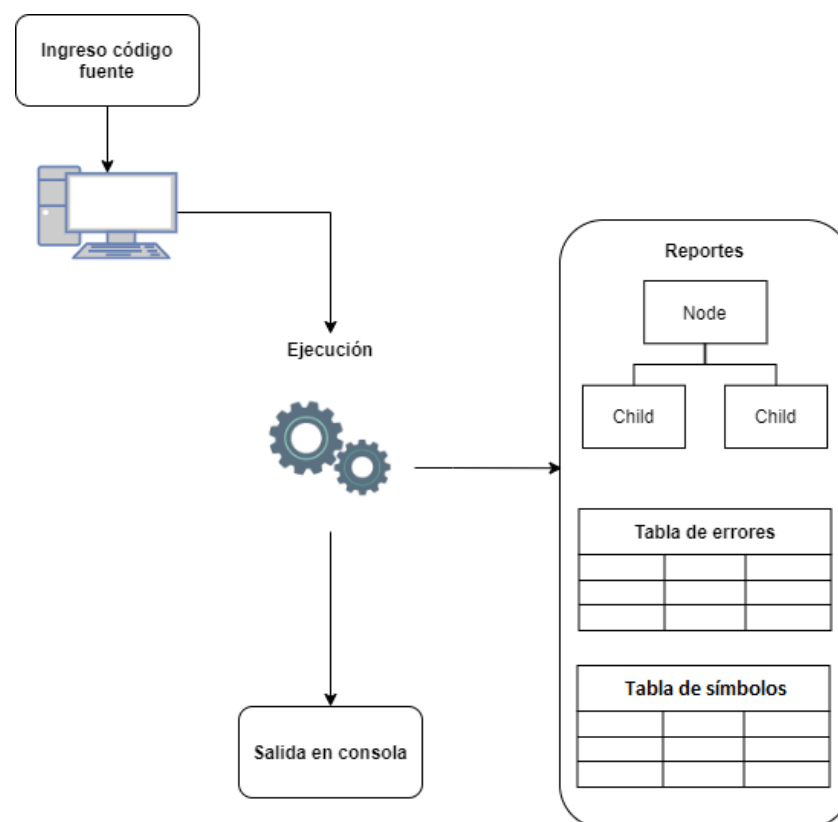 Ingreso código
fuente
Reportes
Node
Ejecución
Child
Child
Tabla de errores
Tabla de símbolos
Salida en consola